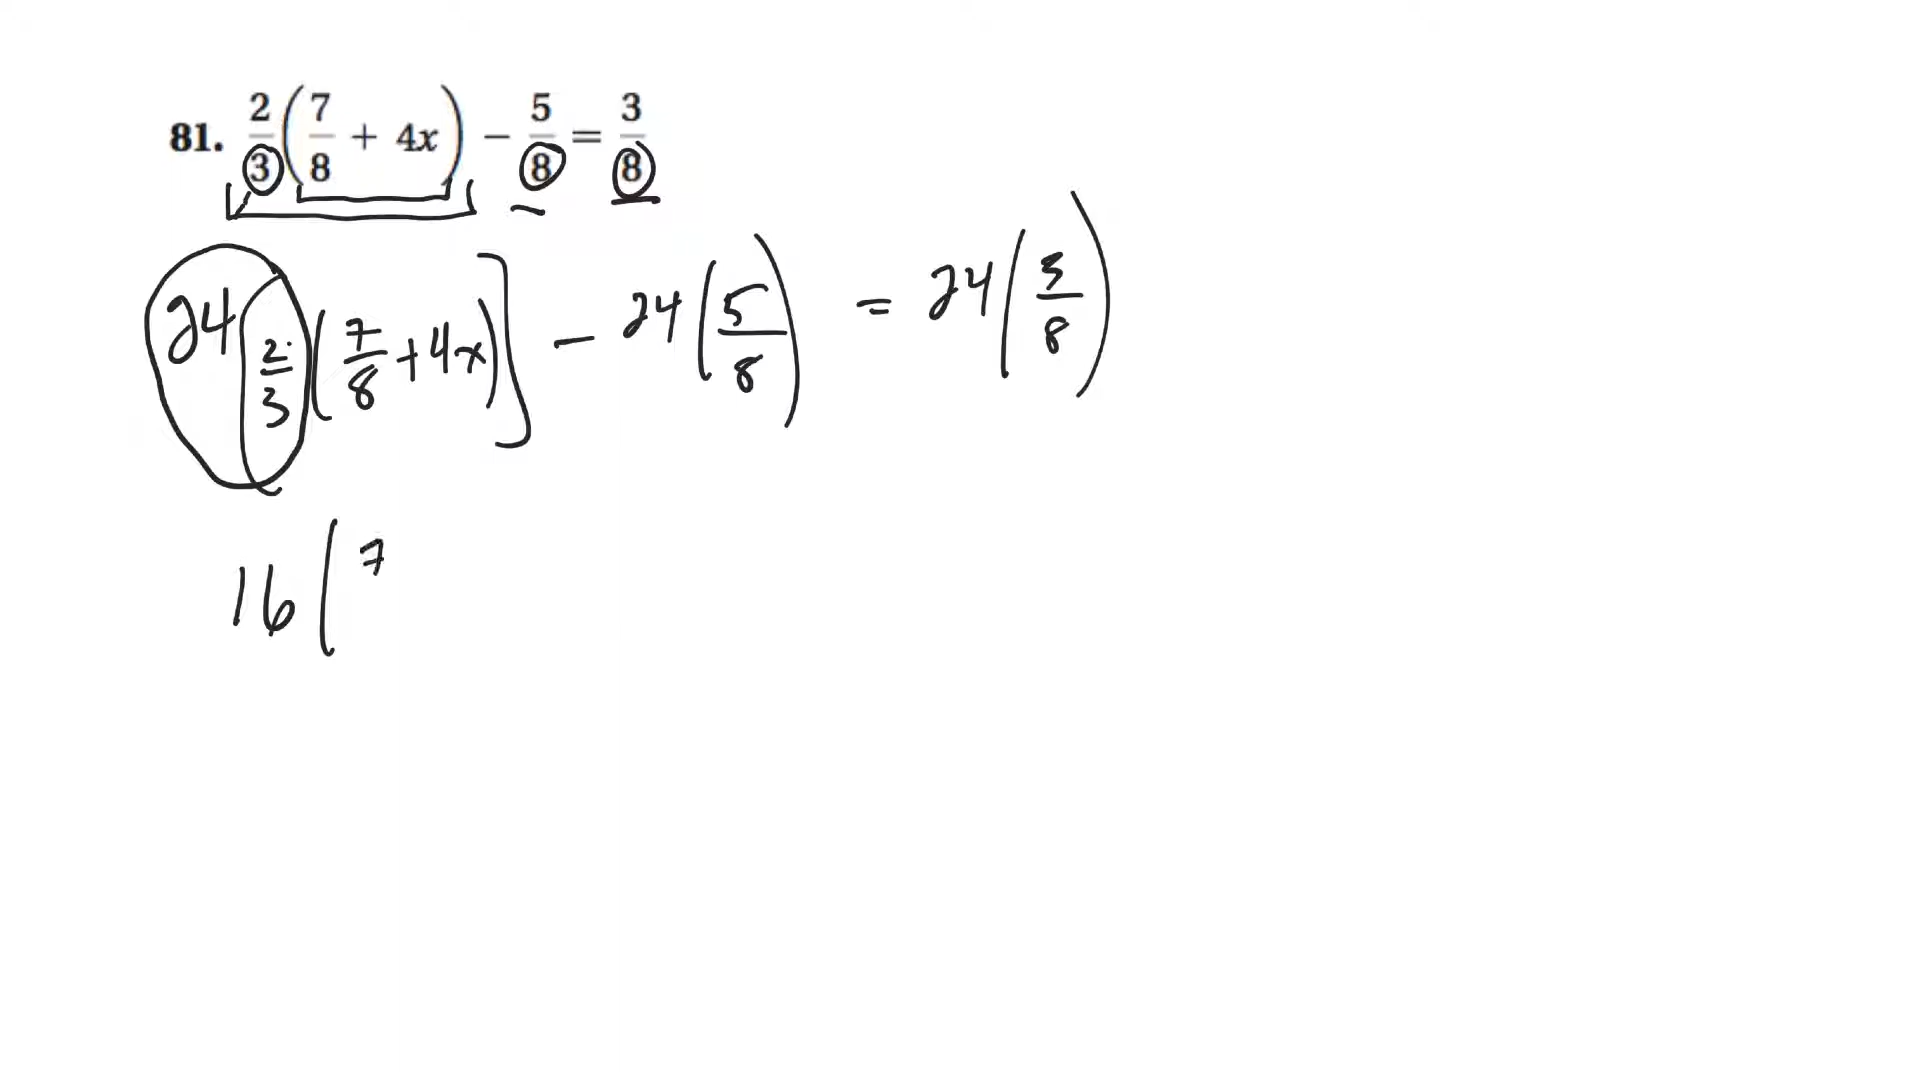 81. 2/3 (7/8 + 4x) − 5/8 = 3/8
24 [2/3 (7/8 + 4x)] − 24 (5/8) = 24 (3/8)
16 ( 7